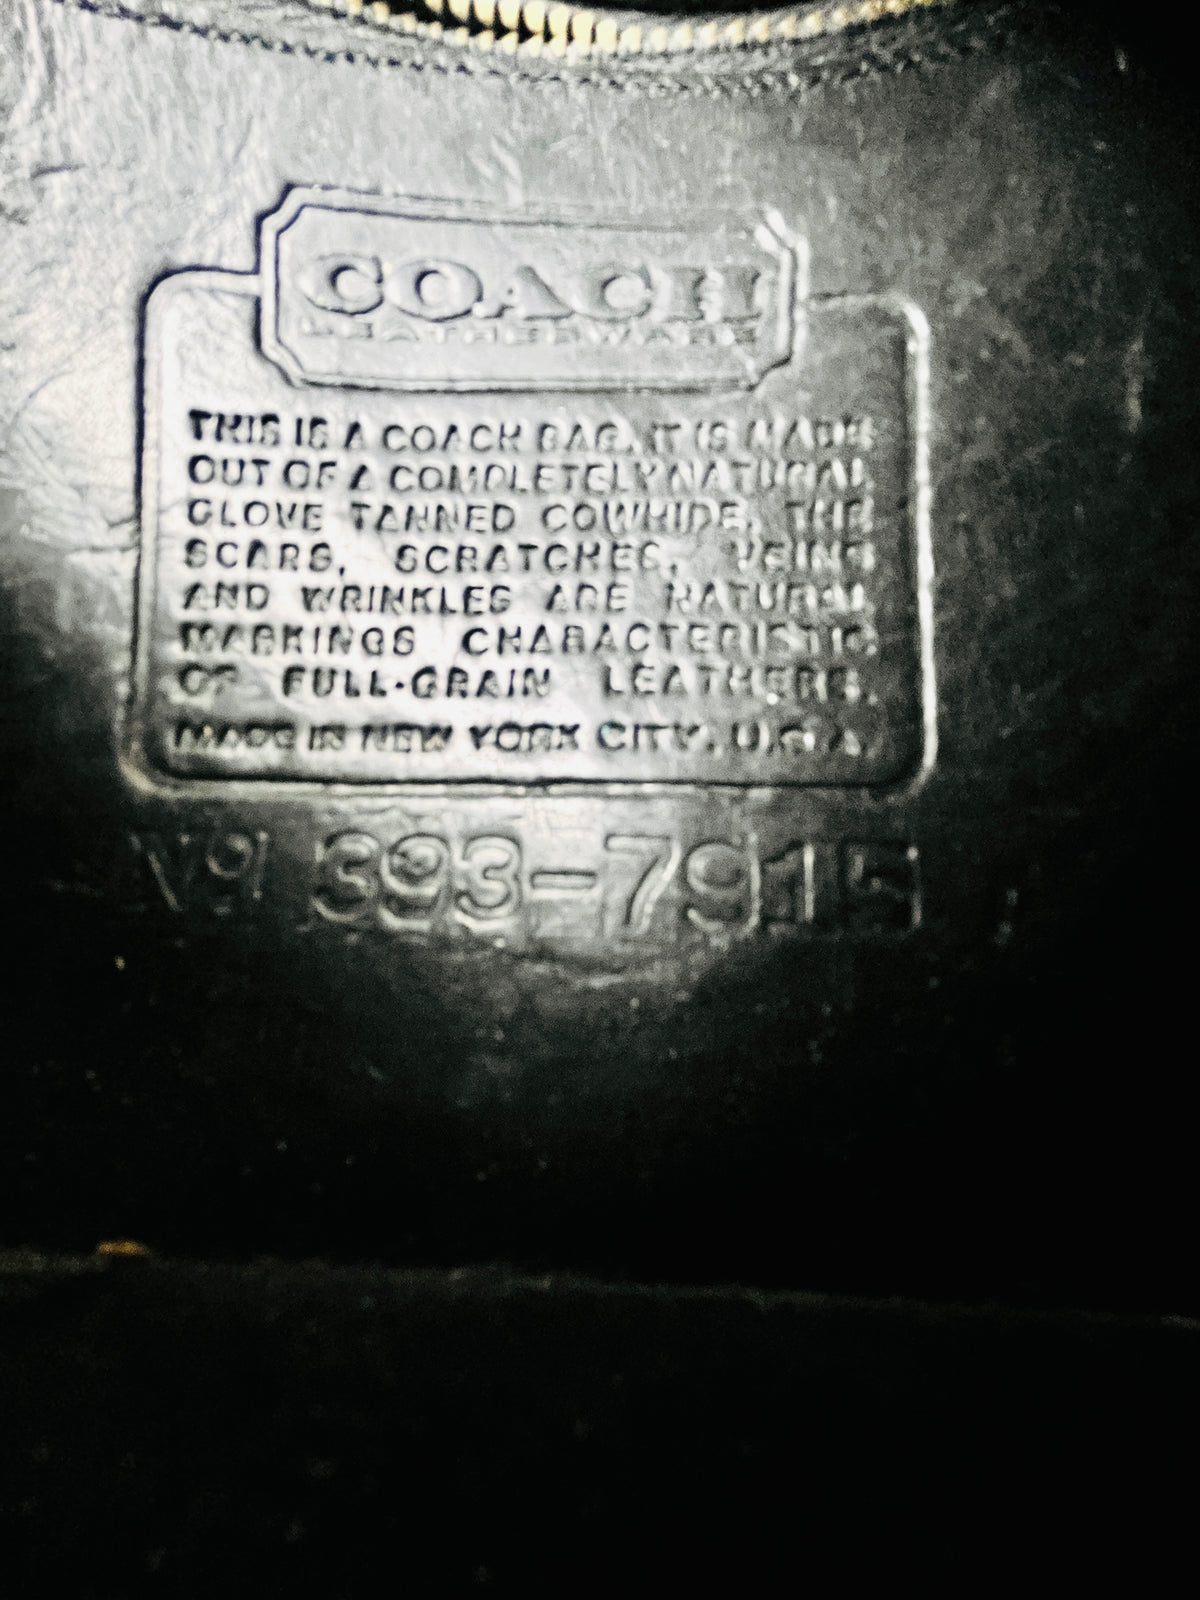 COACH
LEATHERWARE
THIS IS A COACH BAG. IT IS MADE
OUT OF A COMPLETELY NATURAL
GLOVE TANNED COWHIDE. THE
SCARS, SCRATCHES, VEINS
AND WRINKLES ARE NATURAL
MARKINGS CHARACTERISTIC
OF FULL-GRAIN LEATHERS.
MADE IN NEW YORK CITY, U.S.A.
Nº 393-7915